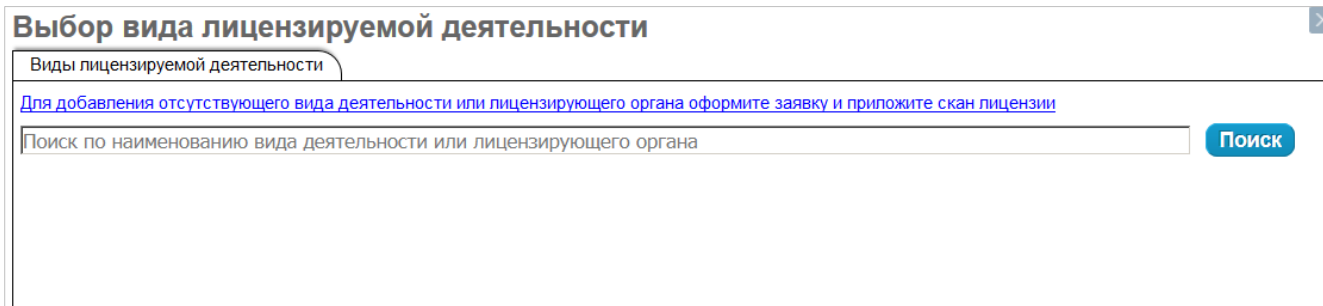 Выбор вида лицензируемой деятельности
Виды лицензируемой деятельности
Для добавления отсутствующего вида деятельности или лицензирующего органа оформите заявку и приложите скан лицензии
Поиск по наименованию вида деятельности или лицензирующего органа
Поиск